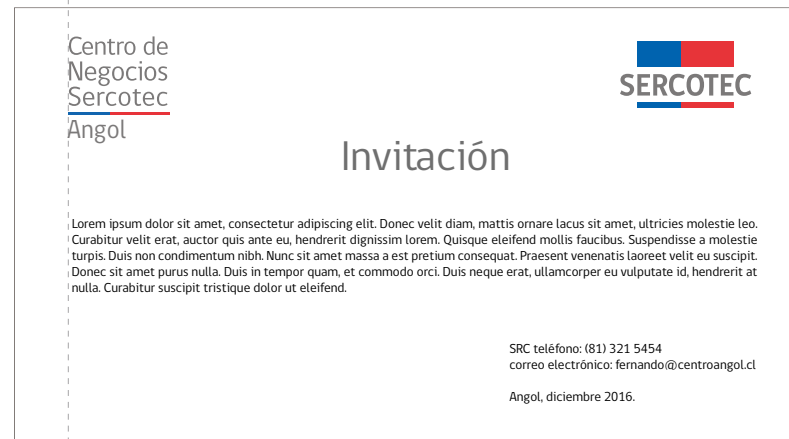 Centro de
Negocios
Sercotec
Angol
SERCOTEC
Invitación
Lorem ipsum dolor sit amet, consectetur adipiscing elit. Donec velit diam, mattis ornare lacus sit amet, ultricies molestie leo.
Curabitur velit erat, auctor quis ante eu, hendrerit dignissim lorem. Quisque eleifend mollis faucibus. Suspendisse a molestie
turpis. Duis non condimentum nibh. Nunc sit amet massa a est pretium consequat. Praesent venenatis laoreet velit eu suscipit.
Donec sit amet purus nulla. Duis in tempor quam, et commodo orci. Duis neque erat, ullamcorper eu vulputate id, hendrerit at
nulla. Curabitur suscipit tristique dolor ut eleifend.
SRC teléfono: (81) 321 5454
correo electrónico: fernando@centroangol.cl
Angol, diciembre 2016.